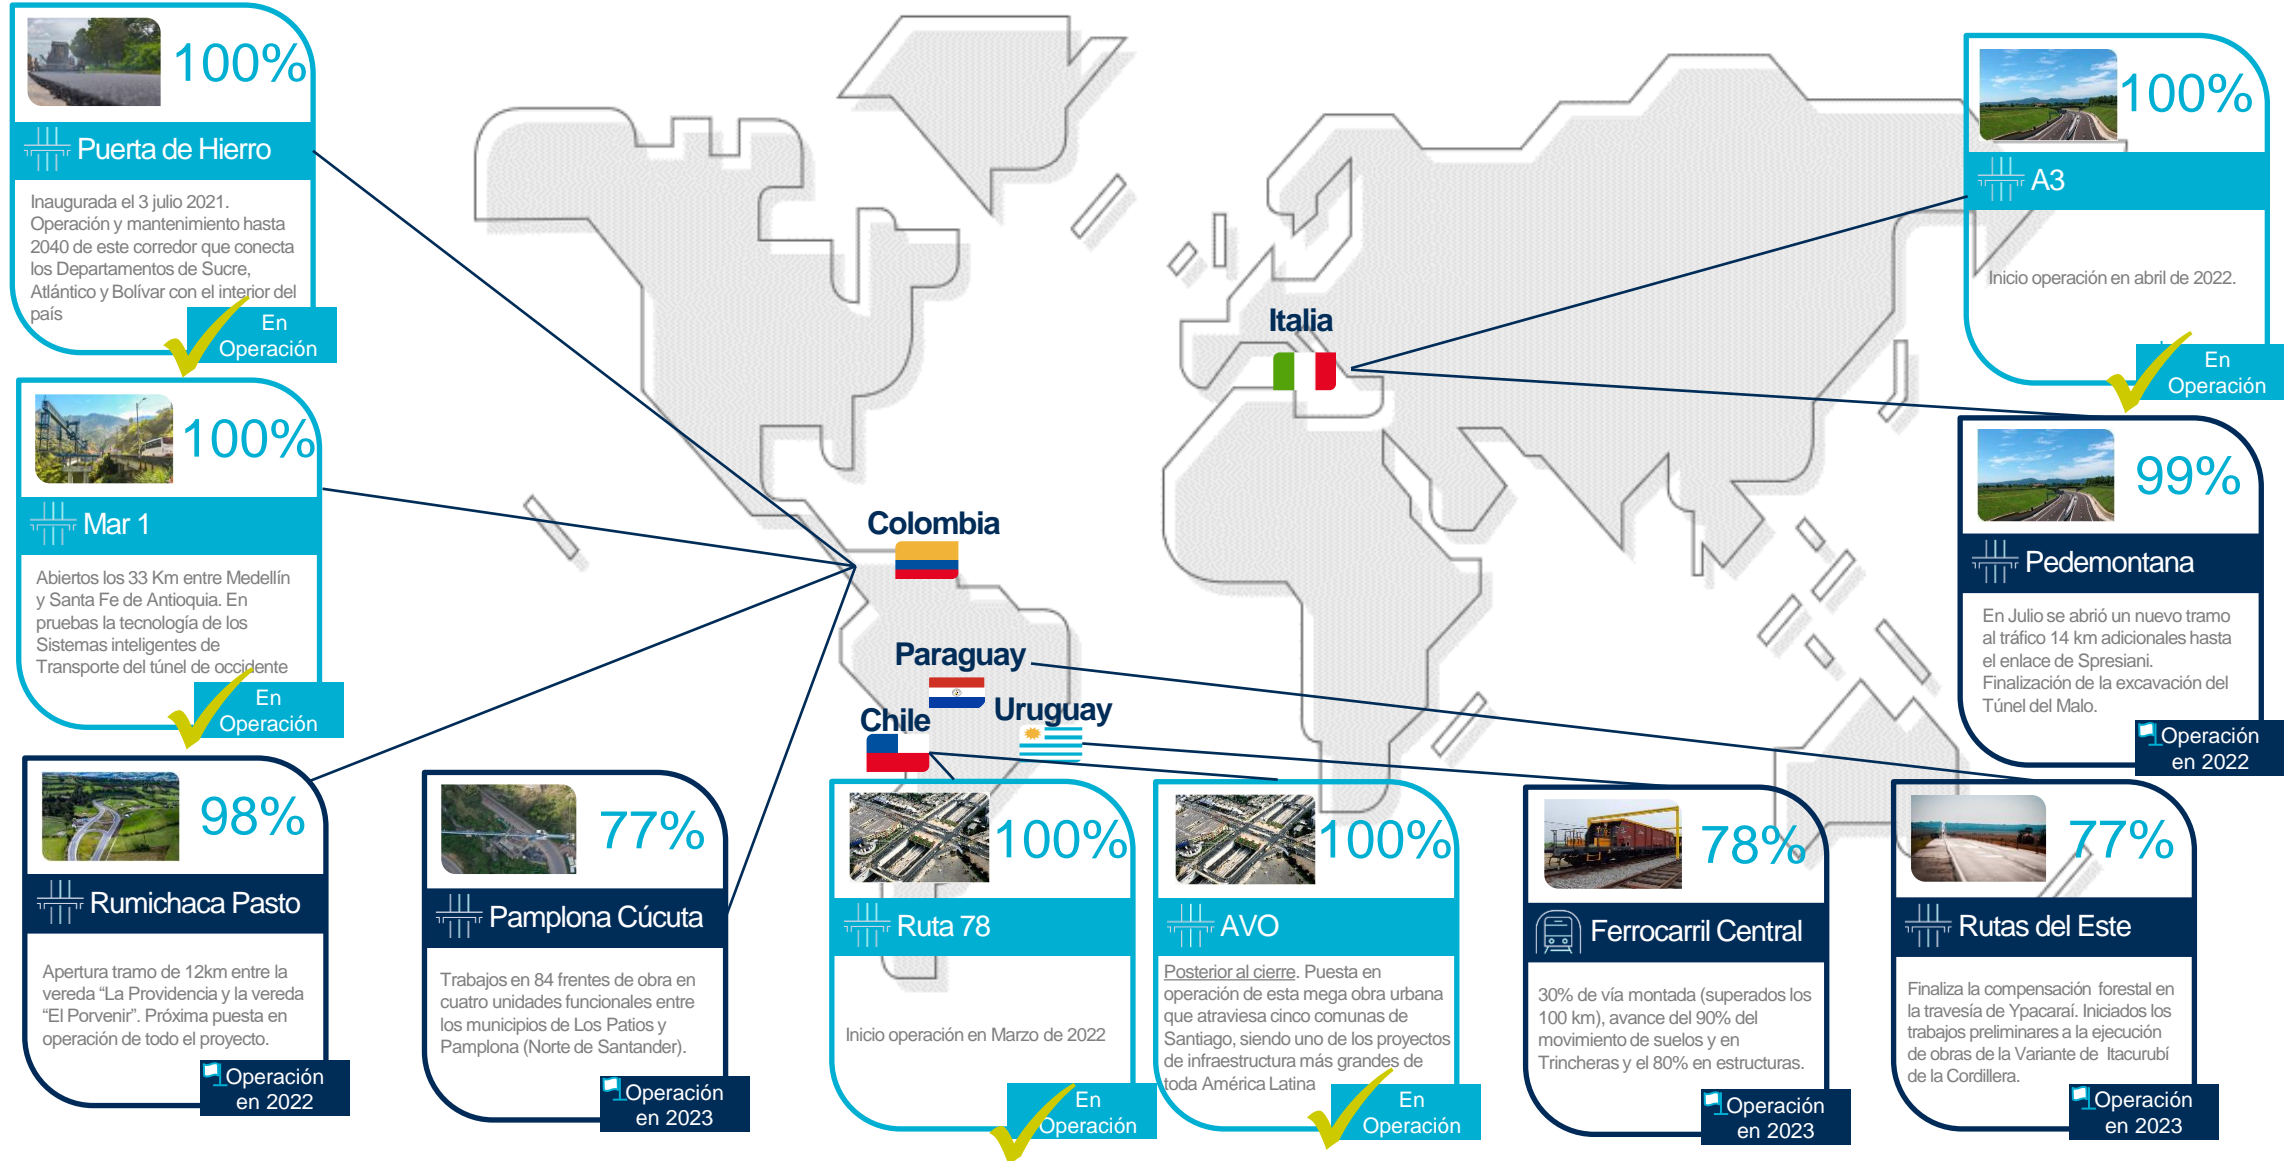 100%
Puerta de Hierro
Inaugurada el 3 julio 2021.
Operación y mantenimiento hasta
2040 de este corredor que conecta
los Departamentos de Sucre,
Atlántico y Bolívar con el interior del
país
En
Operación
100%
Mar 1
Abiertos los 33 Km entre Medellín
y Santa Fe de Antioquia. En
pruebas la tecnología de los
Sistemas inteligentes de
Transporte del túnel de occidente
En
Operación
98%
Rumichaca Pasto
Apertura tramo de 12km entre la
vereda “La Providencia y la vereda
“El Porvenir”. Próxima puesta en
operación de todo el proyecto.
Operación
en 2022
77%
Pamplona Cúcuta
Trabajos en 84 frentes de obra en
cuatro unidades funcionales entre
los municipios de Los Patios y
Pamplona (Norte de Santander).
Operación
en 2023
Italia
Colombia
Paraguay
Chile
Uruguay
100%
Ruta 78
Inicio operación en Marzo de 2022
En
Operación
100%
AVO
Posterior al cierre. Puesta en
operación de esta mega obra urbana
que atraviesa cinco comunas de
Santiago, siendo uno de los proyectos
de infraestructura más grandes de
toda América Latina
En
Operación
78%
Ferrocarril Central
30% de vía montada (superados los
100 km), avance del 90% del
movimiento de suelos y en
Trincheras y el 80% en estructuras.
Operación
en 2023
77%
Rutas del Este
Finaliza la compensación forestal en
la travesía de Ypacaraí. Iniciados los
trabajos preliminares a la ejecución
de obras de la Variante de Itacurubí
de la Cordillera.
Operación
en 2023
100%
A3
Inicio operación en abril de 2022.
En
Operación
99%
Pedemontana
En Julio se abrió un nuevo tramo
al tráfico 14 km adicionales hasta
el enlace de Spresiani.
Finalización de la excavación del
Túnel del Malo.
Operación
en 2022